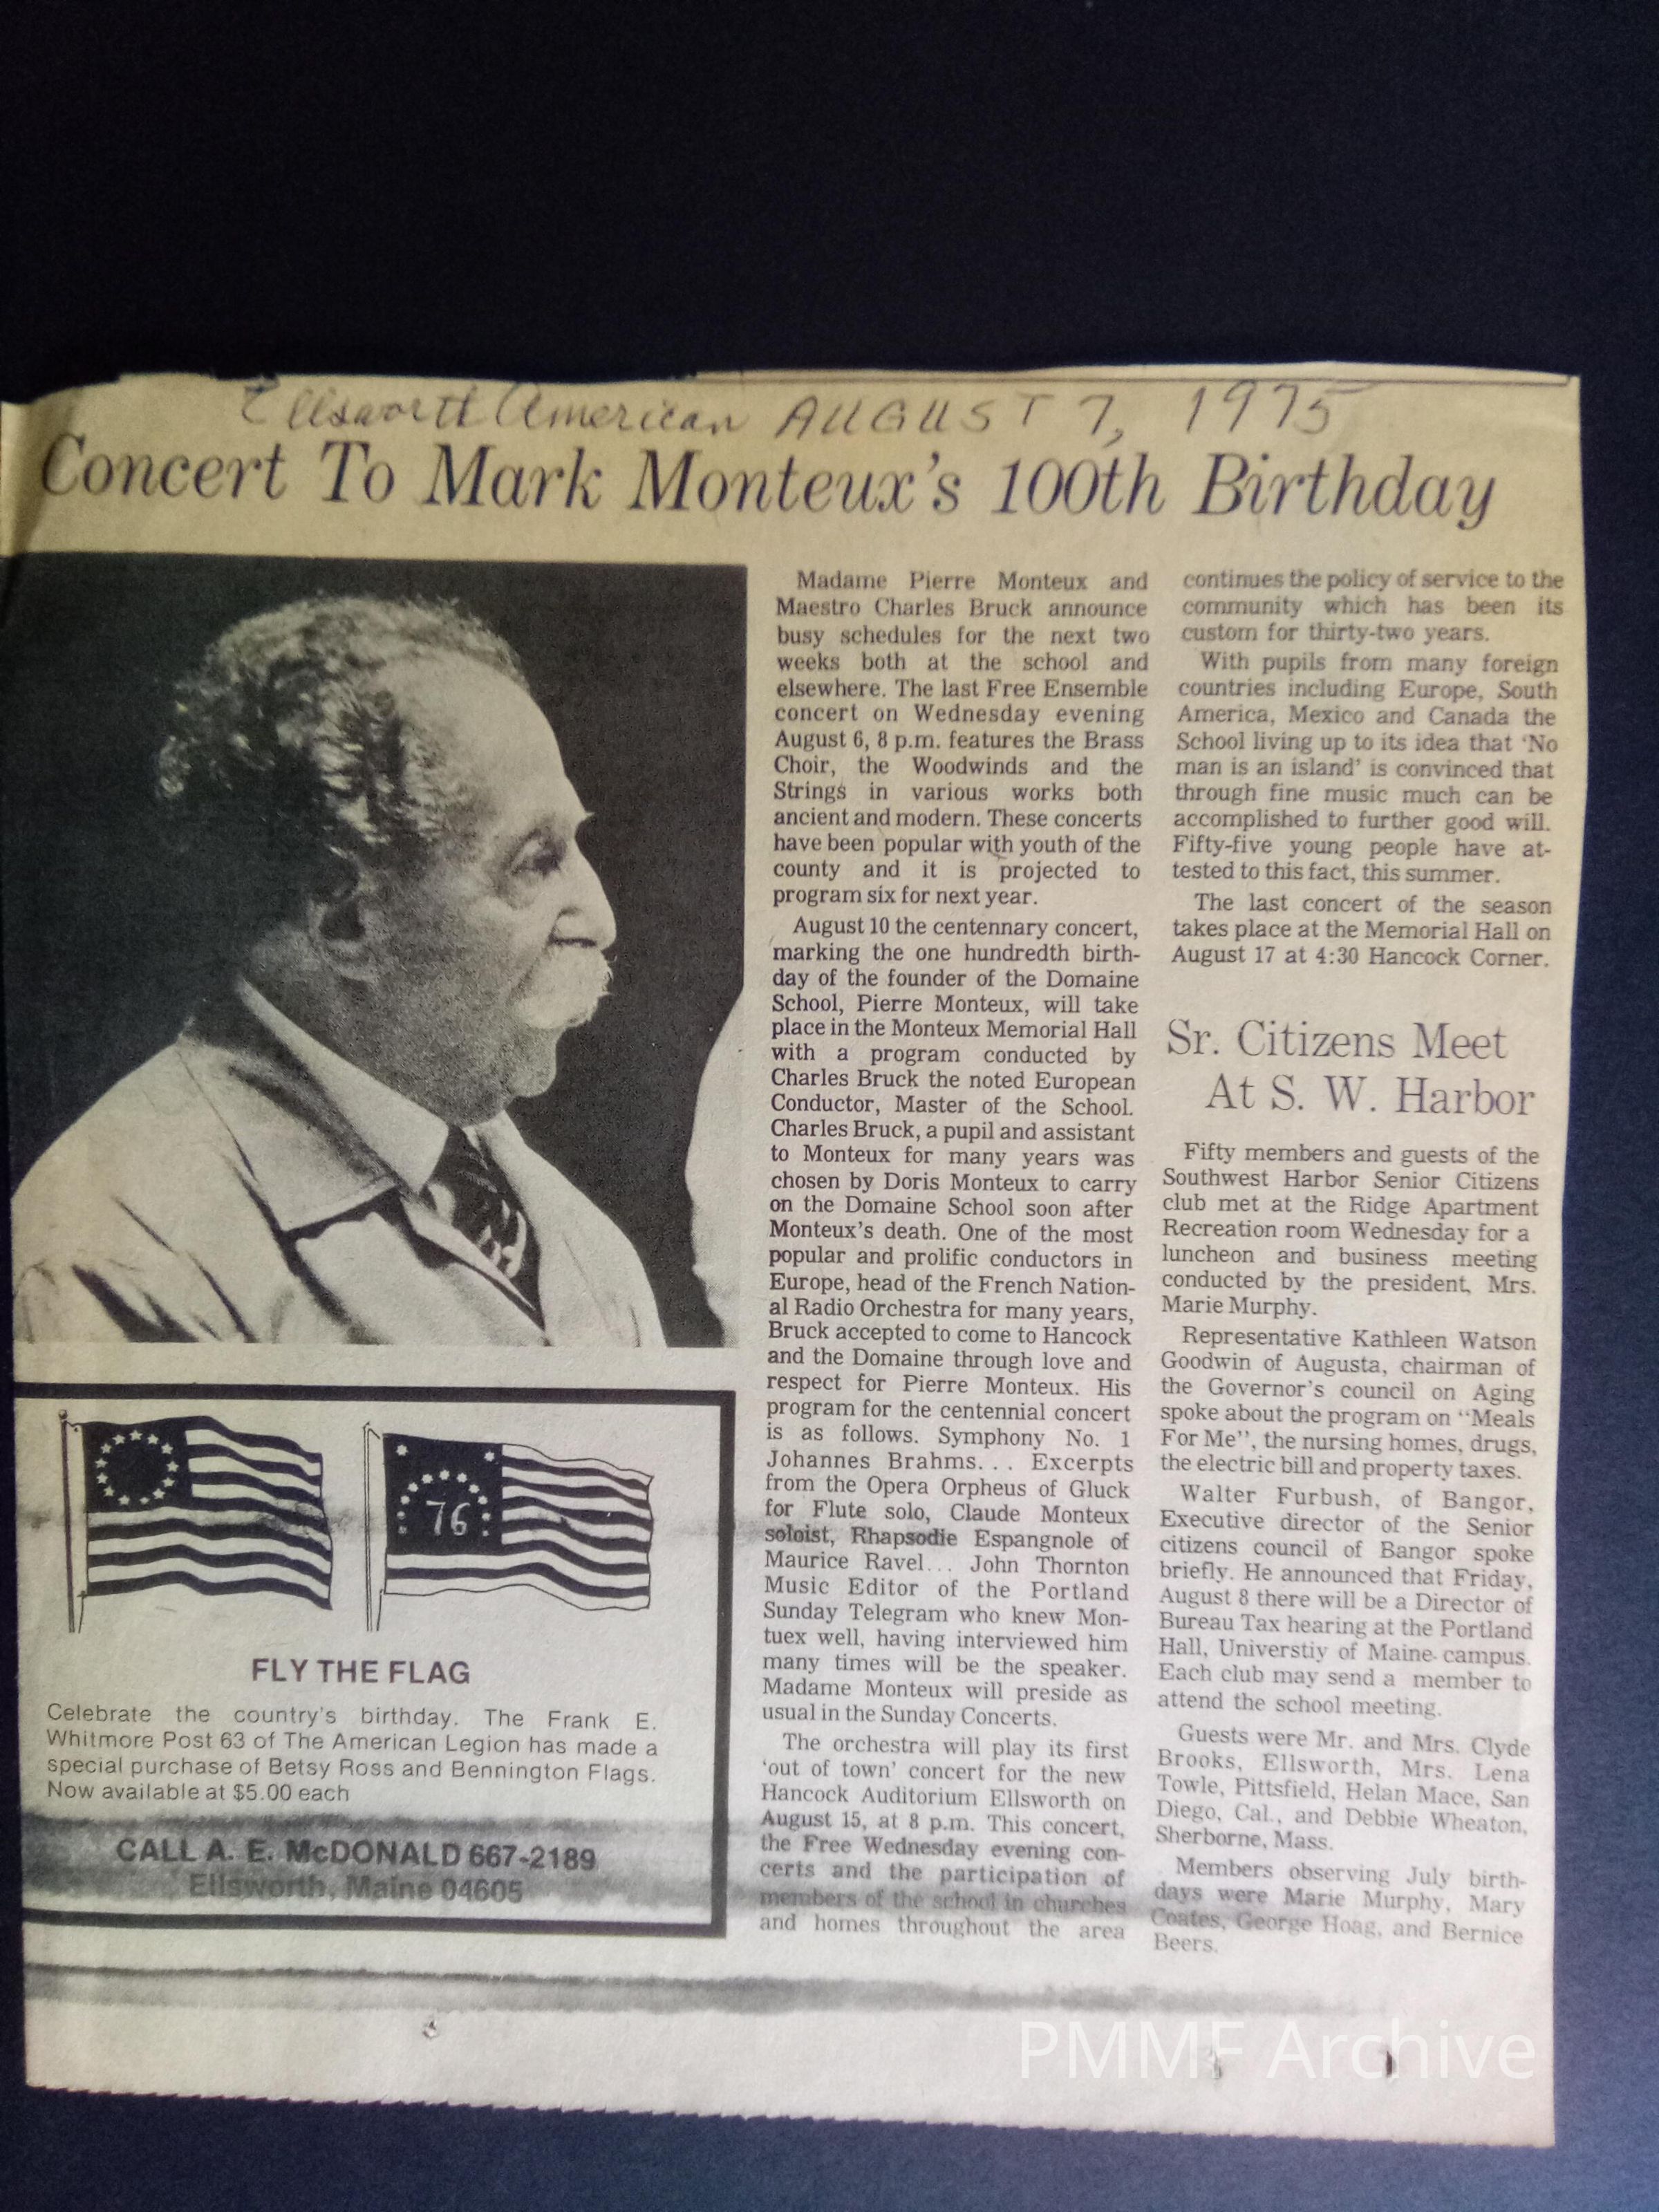 Ellsworth American AUGUST 7, 1975
Concert To Mark Monteux's 100th Birthday
Madame Pierre Monteux and
Maestro Charles Bruck announce
busy schedules for the next two
weeks both at the school and
elsewhere. The last Free Ensemble
concert on Wednesday evening
August 6, 8 p.m. features the Brass
Choir, the Woodwinds and the
Strings in various works both
ancient and modern. These concerts
have been popular with youth of the
county and it is projected to
program six for next year.
August 10 the centennary concert,
marking the one hundredth birth-
day of the founder of the Domaine
School, Pierre Monteux, will take
place in the Monteux Memorial Hall
with a program conducted by
Charles Bruck the noted European
Conductor, Master of the School.
Charles Bruck, a pupil and assistant
to Monteux for many years was
chosen by Doris Monteux to carry
on the Domaine School soon after
Monteux's death. One of the most
popular and prolific conductors in
Europe, head of the French Nation-
al Radio Orchestra for many years,
Bruck accepted to come to Hancock
and the Domaine through love and
respect for Pierre Monteux. His
program for the centennial concert
is as follows. Symphony No. 1
Johannes Brahms. . . Excerpts
from the Opera Orpheus of Gluck
for Flute solo, Claude Monteux
soloist, Rhapsodie Espangnole of
Maurice Ravel... John Thornton
Music Editor of the Portland
Sunday Telegram who knew Mon-
tuex well, having interviewed him
many times will be the speaker.
Madame Monteux will preside as
usual in the Sunday Concerts.
The orchestra will play its first
'out of town' concert for the new
Hancock Auditorium Ellsworth on
August 15, at 8 p.m. This concert,
the Free Wednesday evening con-
certs and the participation of
members of the school in churches
and homes throughout the area
continues the policy of service to the
community which has been its
custom for thirty-two years.
With pupils from many foreign
countries including Europe, South
America, Mexico and Canada the
School living up to its idea that 'No
man is an island' is convinced that
through fine music much can be
accomplished to further good will.
Fifty-five young people have at-
tested to this fact, this summer.
The last concert of the season
takes place at the Memorial Hall on
August 17 at 4:30 Hancock Corner.
Sr. Citizens Meet
At S. W. Harbor
Fifty members and guests of the
Southwest Harbor Senior Citizens
club met at the Ridge Apartment
Recreation room Wednesday for a
luncheon and business meeting
conducted by the president, Mrs.
Marie Murphy.
Representative Kathleen Watson
Goodwin of Augusta, chairman of
the Governor's council on Aging
spoke about the program on "Meals
For Me", the nursing homes, drugs,
the electric bill and property taxes.
Walter Furbush, of Bangor,
Executive director of the Senior
citizens council of Bangor spoke
briefly. He announced that Friday,
August 8 there will be a Director of
Bureau Tax hearing at the Portland
Hall, Universtiy of Maine campus.
Each club may send a member to
attend the school meeting.
Guests were Mr. and Mrs. Clyde
Brooks, Ellsworth, Mrs. Lena
Towle, Pittsfield, Helan Mace, San
Diego, Cal., and Debbie Wheaton,
Sherborne, Mass.
Members observing July birth-
days were Marie Murphy, Mary
Coates, George Hoag, and Bernice
Beers.
76
FLY THE FLAG
Celebrate the country's birthday. The Frank E.
Whitmore Post 63 of The American Legion has made a
special purchase of Betsy Ross and Bennington Flags.
Now available at $5.00 each
CALL A. E. McDONALD 667-2189
Ellsworth, Maine 04605
PMMF Archive